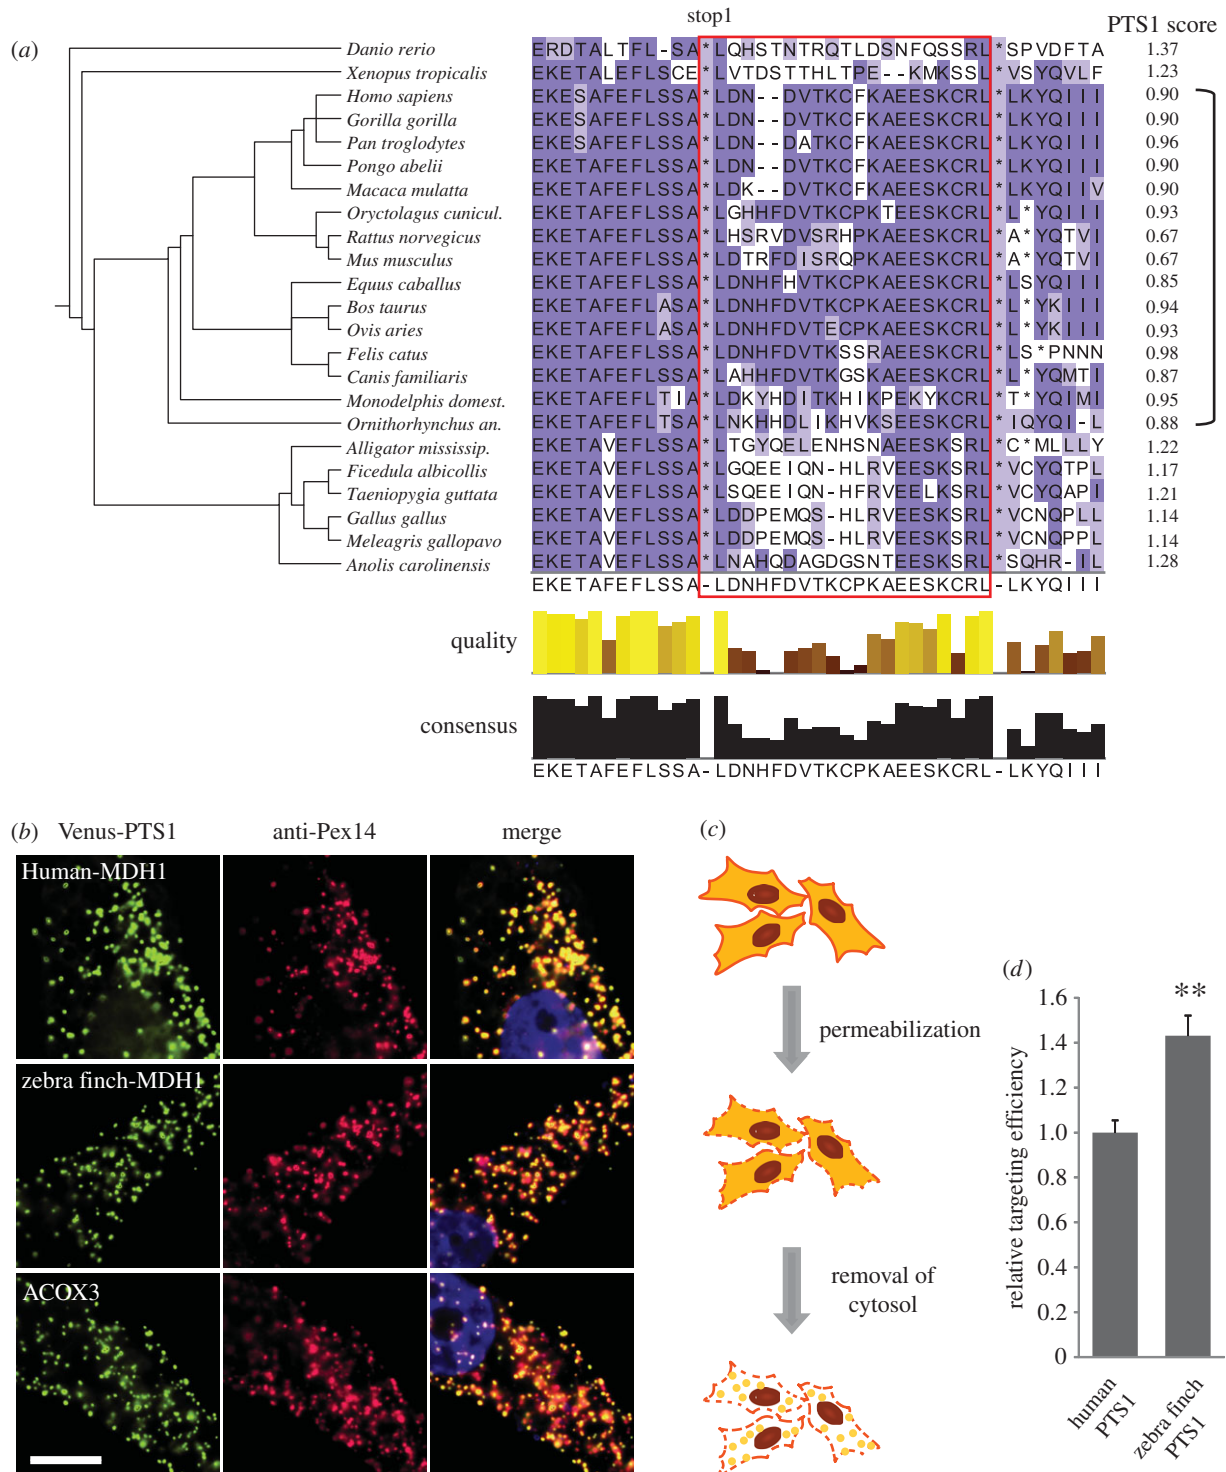 stop1
(a)
PTS1 score
Danio rerio ERDTALTFL-SA*LQHSTNTRQTLDSNFQSSRL*SPVDFTA 1.37
Xenopus tropicalis EKETALEFLSCE*LVTDSTTHLTPE--KMKSSL*VSYQVLF 1.23
Homo sapiens EKESAFEFLSSA*LDN--DVTKCFKAEESKCRL*LKYQIII 0.90
Gorilla gorilla EKESAFEFLSSA*LDN--DVTKCFKAEESKCRL*LKYQIII 0.90
Pan troglodytes EKESAFEFLSSA*LDN--DATKCFKAEESKCRL*LKYQIII 0.96
Pongo abelii EKETAFEFLSSA*LDN--DVTKCFKAEESKCRL*LKYQIII 0.90
Macaca mulatta EKETAFEFLSSA*LDK--DVTKCFKAEESKCRL*LKYQIIV 0.90
Oryctolagus cunicul. EKETAFEFLSSA*LGHHFDVTKCPKTEESKCRL*L*YQIII 0.93
Rattus norvegicus EKETAFEFLSSA*LHSRVDVSRHPKAEESKCRL*A*YQTVI 0.67
Mus musculus EKETAFEFLSSA*LDTRFDISRQPKAEESKCRL*A*YQTVI 0.67
Equus caballus EKETAFEFLSSA*LDNHFHVTKCPKAEESKCRL*LSYQIII 0.85
Bos taurus EKETAFEFLASA*LDNHFDVTKCPKAEESKCRL*L*YKIII 0.94
Ovis aries EKETAFEFLASA*LDNHFDVTECPKAEESKCRL*L*YKIII 0.93
Felis catus EKETAFEFLSSA*LDNHFDVTKSSRAEESKCRL*LS*PNNN 0.98
Canis familiaris EKETAFEFLSSA*LAHHFDVTKGSKAEESKCRL*L*YQMTI 0.87
Monodelphis domest. EKETAFEFLTIA*LDKYHDITKHIKPEKYKCRL*T*YQIMI 0.95
Ornithorhynchus an. EKETAFEFLTSA*LNKHHDLIKHVKSEESKCRL*IQYQI-L 0.88
Alligator mississip. EKETAVEFLSSA*LTGYQELENHSNAEESKSRL*C*MLLLY 1.22
Ficedula albicollis EKETAVEFLSSA*LGQEEIQN-HLRVEESKSRL*VCYQTPL 1.17
Taeniopygia guttata EKETAVEFLSSA*LSQEEIQN-HFRVEELKSRL*VCYQAPI 1.21
Gallus gallus EKETAVEFLSSA*LDDPEMQS-HLRVEESKSRL*VCNQPLL 1.14
Meleagris gallopavo EKETAVEFLSSA*LDDPEMQS-HLRVEESKSRL*VCNQPPL 1.14
Anolis carolinensis EKETAVEFLSSA*LNAHQDAGDGSNTEESKSRL*SQHR-IL 1.28
EKETAFEFLSSA-LDNHFDVTKCPKAEESKCRL-LKYQIII
quality
consensus
EKETAFEFLSSA-LDNHFDVTKCPKAEESKCRL-LKYQIII
(b) Venus-PTS1 anti-Pex14 merge
Human-MDH1
zebra finch-MDH1
ACOX3
(c)
permeabilization
removal of
cytosol
(d)
**
relative targeting efficiency
1.6
1.4
1.2
1.0
0.8
0.6
0.4
0.2
0
human
PTS1
zebra finch
PTS1